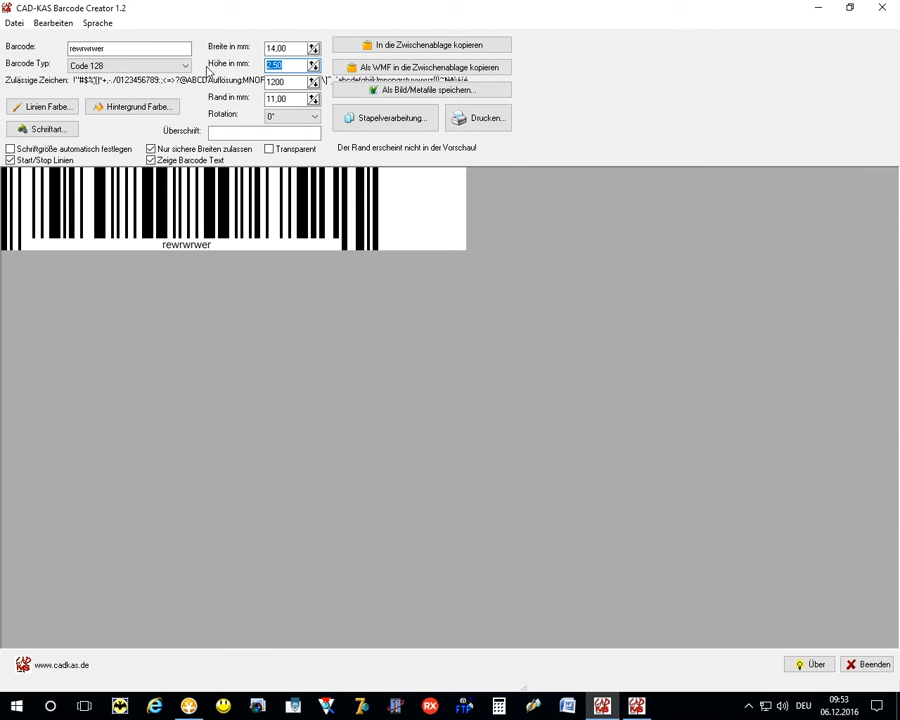 CAD-KAS Barcode Creator 1.2
Datei Bearbeiten Sprache
Barcode: rewrwrwer
Barcode Typ: Code 128
Breite in mm: 14,00
Höhe in mm: 2,50
1200
Rand in mm: 11,00
Rotation: 0°
Überschrift:
In die Zwischenablage kopieren
Als WMF in die Zwischenablage kopieren
Als Bild/Metafile speichern...
Stapelverarbeitung...
Drucken...
Linien Farbe...
Hintergrund Farbe...
Schriftart...
Schriftgröße automatisch festlegen
Nur sichere Breiten zulassen
Transparent
Der Rand erscheint nicht in der Vorschau!
Start/Stop Linien
Zeige Barcode Text
rewrwrwer
CAD KAS
www.cadkas.de
Über
Beenden
DEU
09:53
06.12.2016